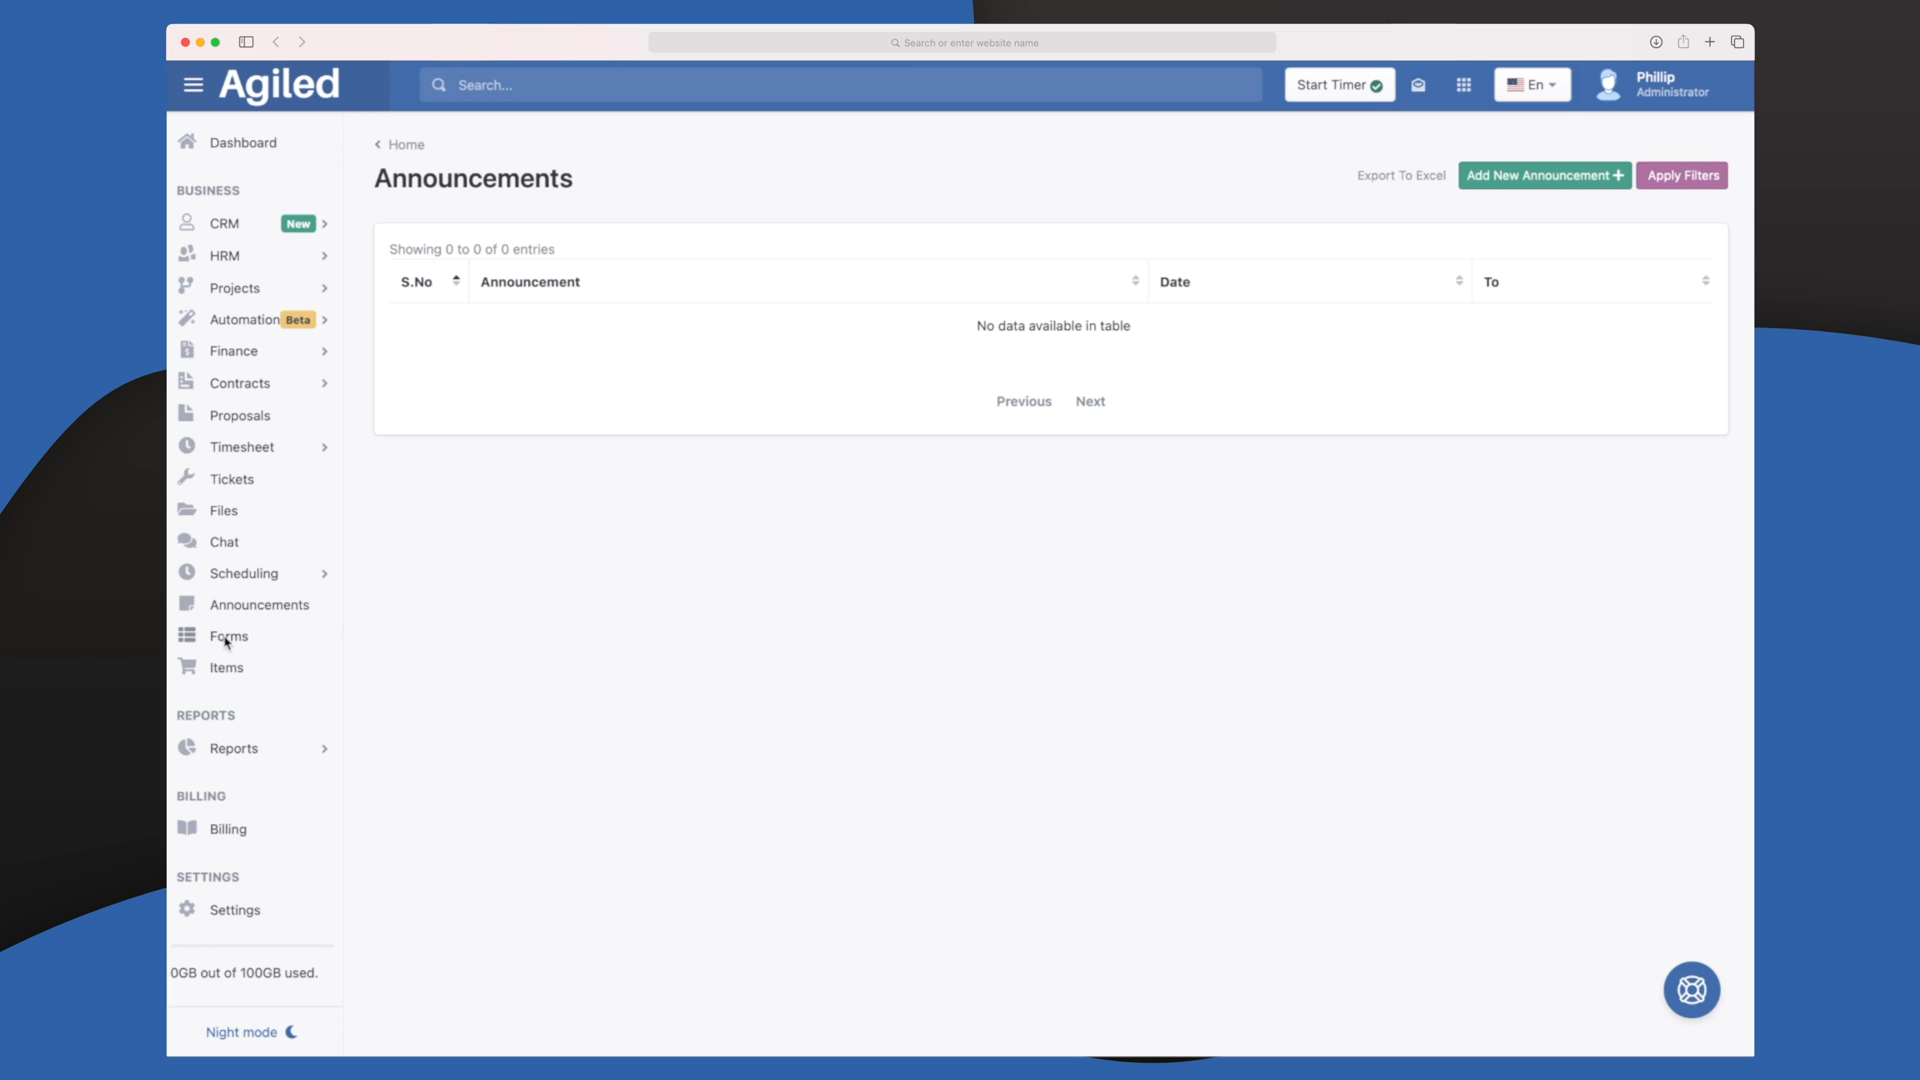 Search or enter website name
Agiled
Search...
Start Timer
En
Phillip
Administrator
Dashboard
BUSINESS
CRM New
HRM
Projects
Automation Beta
Finance
Contracts
Proposals
Timesheet
Tickets
Files
Chat
Scheduling
Announcements
Forms
Items
REPORTS
Reports
BILLING
Billing
SETTINGS
Settings
0GB out of 100GB used.
Night mode
Home
Announcements
Export To Excel
Add New Announcement +
Apply Filters
Showing 0 to 0 of 0 entries
S.No Announcement Date To
No data available in table
Previous Next